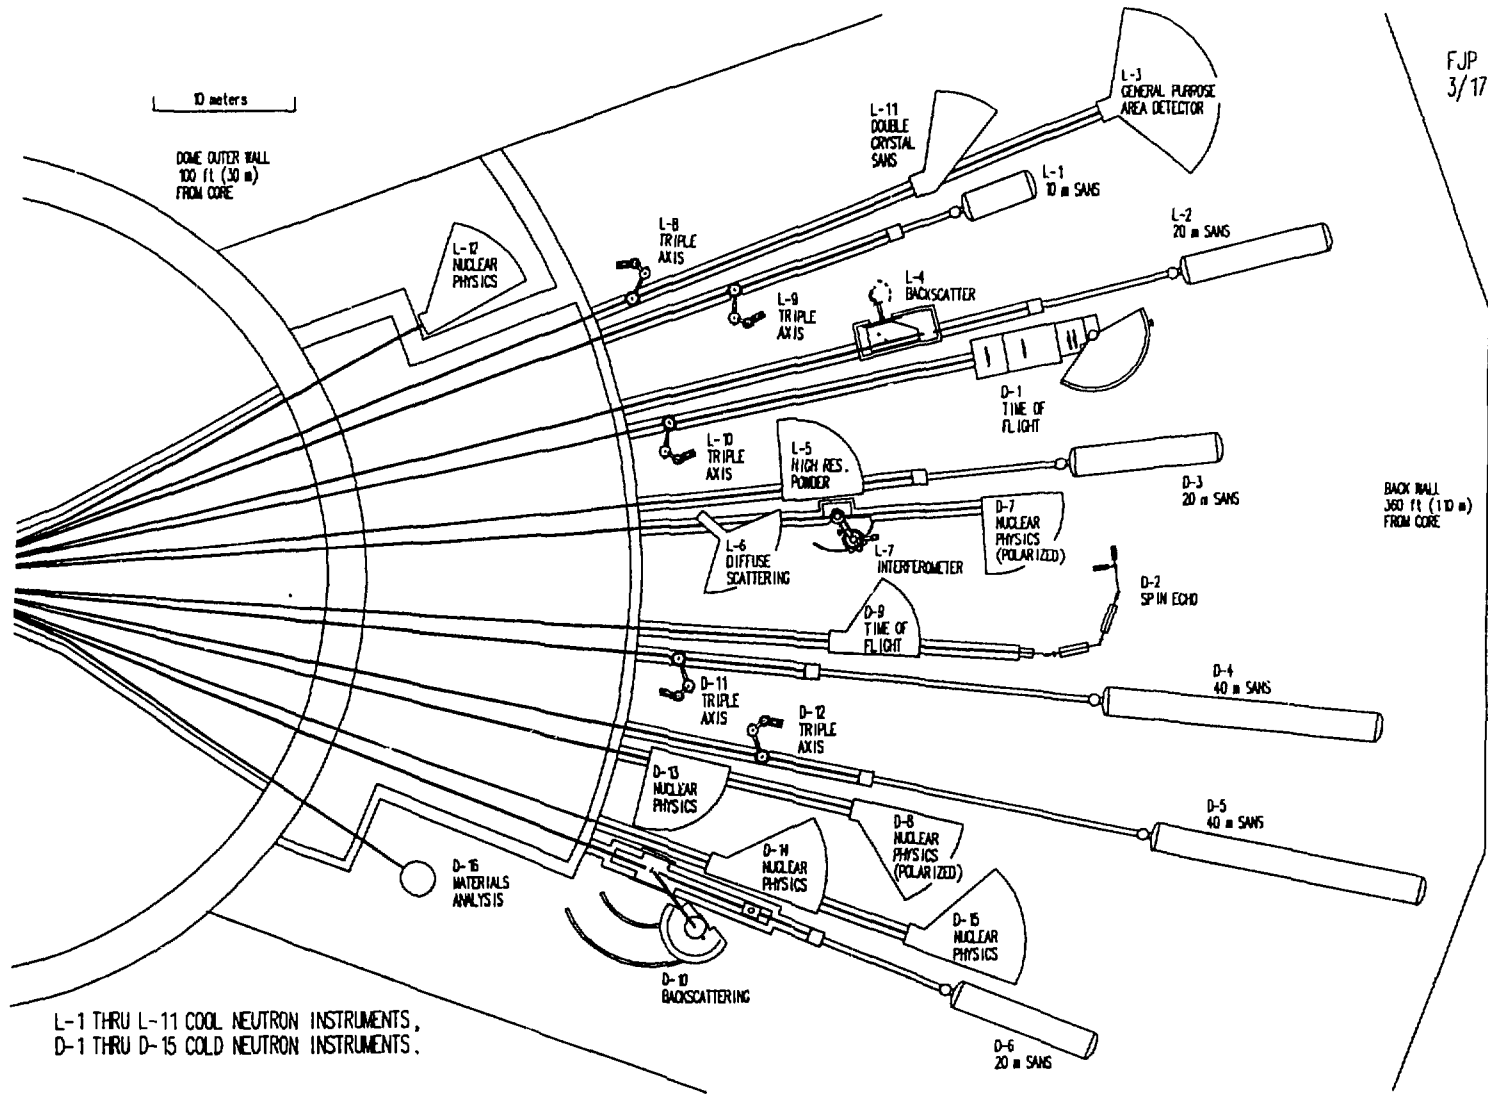 FJP
3/17
10 meters
DOME OUTER WALL
100 ft (30 m)
FROM CORE
L-3
GENERAL PURPOSE
AREA DETECTOR
L-11
DOUBLE
CRYSTAL
SANS
L-1
10 m SANS
L-2
20 m SANS
L-8
TRIPLE
AXIS
L-12
NUCLEAR
PHYSICS
L-9
TRIPLE
AXIS
L-4
BACKSCATTER
D-1
TIME OF
FLIGHT
L-10
TRIPLE
AXIS
L-5
HIGH RES.
POWDER
D-3
20 m SANS
BACK WALL
360 ft (110 m)
FROM CORE
D-7
NUCLEAR
PHYSICS
(POLARIZED)
L-6
DIFFUSE
SCATTERING
L-7
INTERFEROMETER
D-2
SPIN ECHO
D-9
TIME OF
FLIGHT
D-4
40 m SANS
D-11
TRIPLE
AXIS
D-12
TRIPLE
AXIS
D-13
NUCLEAR
PHYSICS
D-5
40 m SANS
D-8
NUCLEAR
PHYSICS
(POLARIZED)
D-14
NUCLEAR
PHYSICS
D-16
MATERIALS
ANALYSIS
D-15
NUCLEAR
PHYSICS
D-10
BACKSCATTERING
D-6
20 m SANS
L-1 THRU L-11 COOL NEUTRON INSTRUMENTS,
D-1 THRU D-15 COLD NEUTRON INSTRUMENTS.